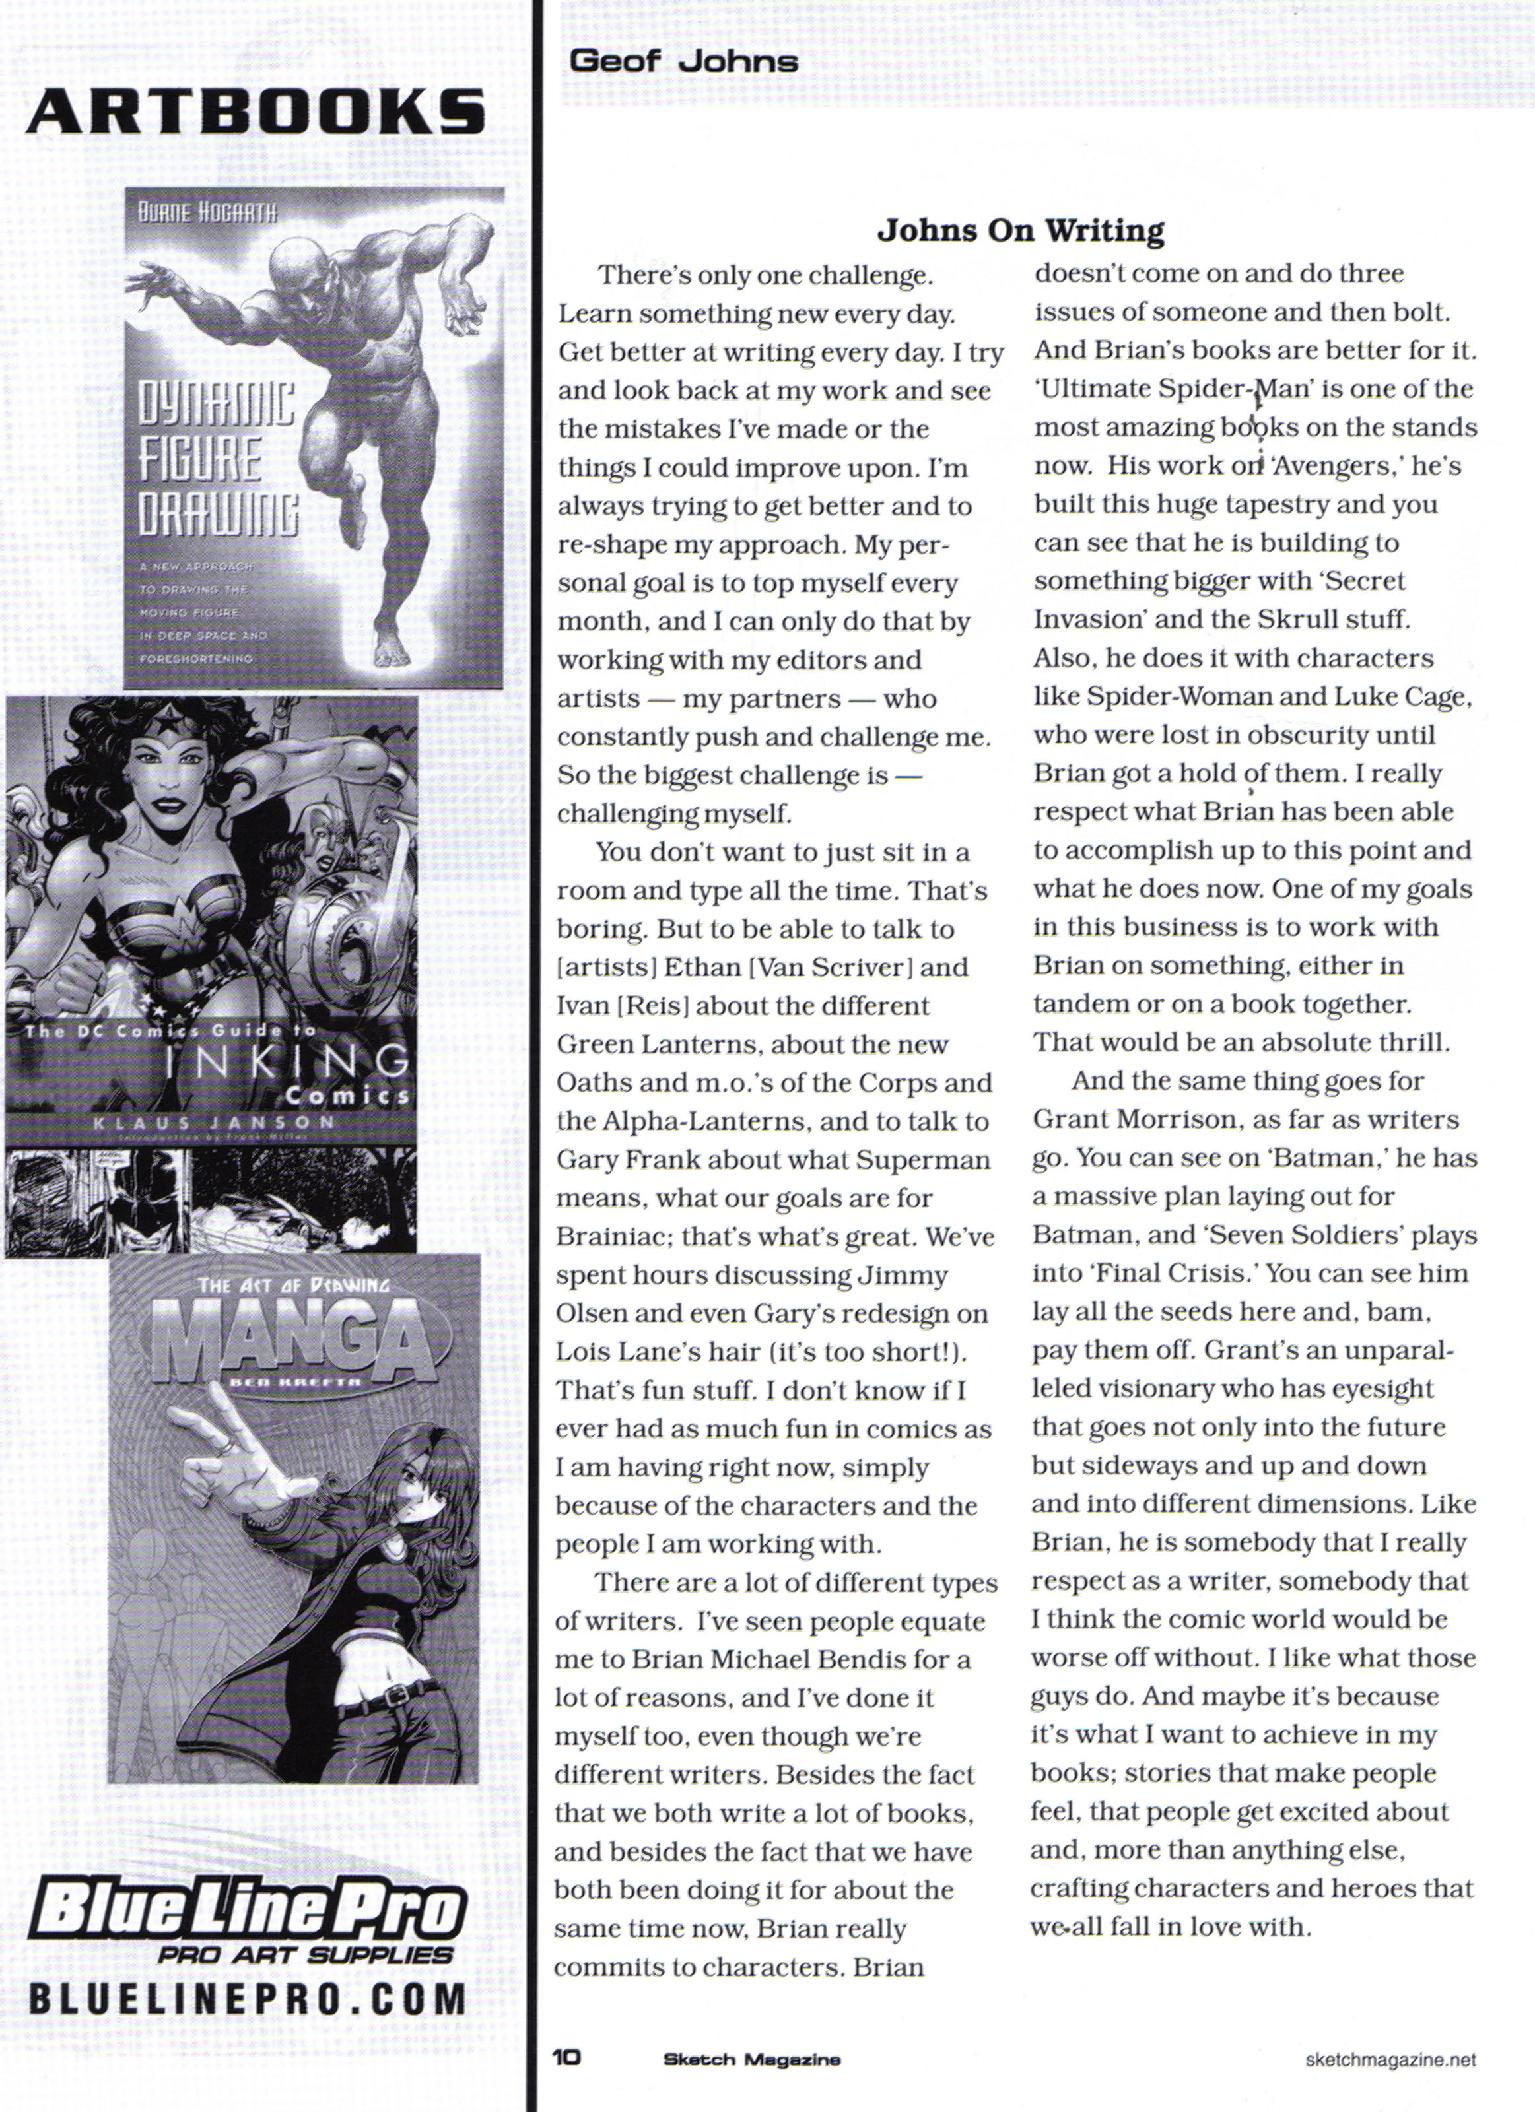 ARTBOOKS
BURNE HOGARTH
DYNAMIC
FIGURE
DRAWING
A NEW APPROACH
TO DRAWING THE
MOVING FIGURE
IN DEEP SPACE AND
FORESHORTENING
The DC Comics Guide to
INKING
Comics
KLAUS JANSON
Introduction by Frank Miller
THE ART OF DRAWING
MANGA
BEN KREFTA
BlueLinePro
PRO ART SUPPLIES
BLUELINEPRO.COM
Geof Johns
Johns On Writing
There's only one challenge.
Learn something new every day.
Get better at writing every day. I try
and look back at my work and see
the mistakes I've made or the
things I could improve upon. I'm
always trying to get better and to
re-shape my approach. My per-
sonal goal is to top myself every
month, and I can only do that by
working with my editors and
artists — my partners — who
constantly push and challenge me.
So the biggest challenge is —
challenging myself.
You don't want to just sit in a
room and type all the time. That's
boring. But to be able to talk to
[artists] Ethan [Van Scriver] and
Ivan [Reis] about the different
Green Lanterns, about the new
Oaths and m.o.'s of the Corps and
the Alpha-Lanterns, and to talk to
Gary Frank about what Superman
means, what our goals are for
Brainiac; that's what's great. We've
spent hours discussing Jimmy
Olsen and even Gary's redesign on
Lois Lane's hair (it's too short!).
That's fun stuff. I don't know if I
ever had as much fun in comics as
I am having right now, simply
because of the characters and the
people I am working with.
There are a lot of different types
of writers.  I've seen people equate
me to Brian Michael Bendis for a
lot of reasons, and I've done it
myself too, even though we're
different writers. Besides the fact
that we both write a lot of books,
and besides the fact that we have
both been doing it for about the
same time now, Brian really
commits to characters. Brian
doesn't come on and do three
issues of someone and then bolt.
And Brian's books are better for it.
'Ultimate Spider-Man' is one of the
most amazing books on the stands
now.  His work on 'Avengers,' he's
built this huge tapestry and you
can see that he is building to
something bigger with 'Secret
Invasion' and the Skrull stuff.
Also, he does it with characters
like Spider-Woman and Luke Cage,
who were lost in obscurity until
Brian got a hold of them. I really
respect what Brian has been able
to accomplish up to this point and
what he does now. One of my goals
in this business is to work with
Brian on something, either in
tandem or on a book together.
That would be an absolute thrill.
And the same thing goes for
Grant Morrison, as far as writers
go. You can see on 'Batman,' he has
a massive plan laying out for
Batman, and 'Seven Soldiers' plays
into 'Final Crisis.' You can see him
lay all the seeds here and, bam,
pay them off. Grant's an unparal-
leled visionary who has eyesight
that goes not only into the future
but sideways and up and down
and into different dimensions. Like
Brian, he is somebody that I really
respect as a writer, somebody that
I think the comic world would be
worse off without. I like what those
guys do. And maybe it's because
it's what I want to achieve in my
books; stories that make people
feel, that people get excited about
and, more than anything else,
crafting characters and heroes that
we all fall in love with.
10
Sketch Magazine
sketchmagazine.net